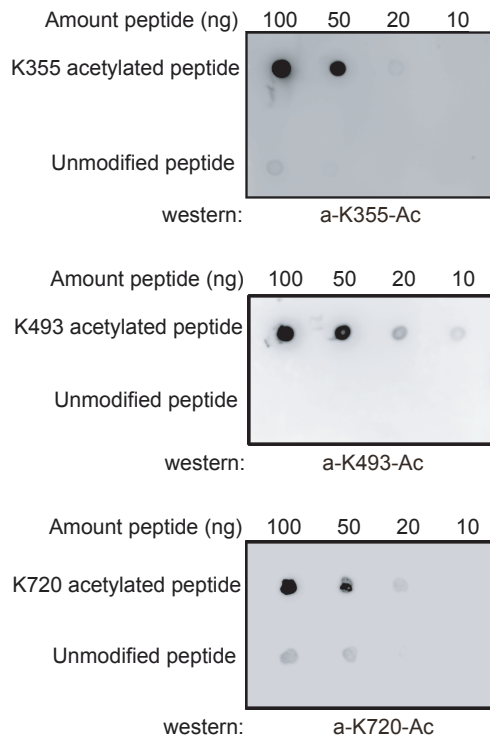 Amount peptide (ng) 100 50 20 10
K355 acetylated peptide
Unmodified peptide
western: a-K355-Ac
Amount peptide (ng) 100 50 20 10
K493 acetylated peptide
Unmodified peptide
western: a-K493-Ac
Amount peptide (ng) 100 50 20 10
K720 acetylated peptide
Unmodified peptide
western: a-K720-Ac